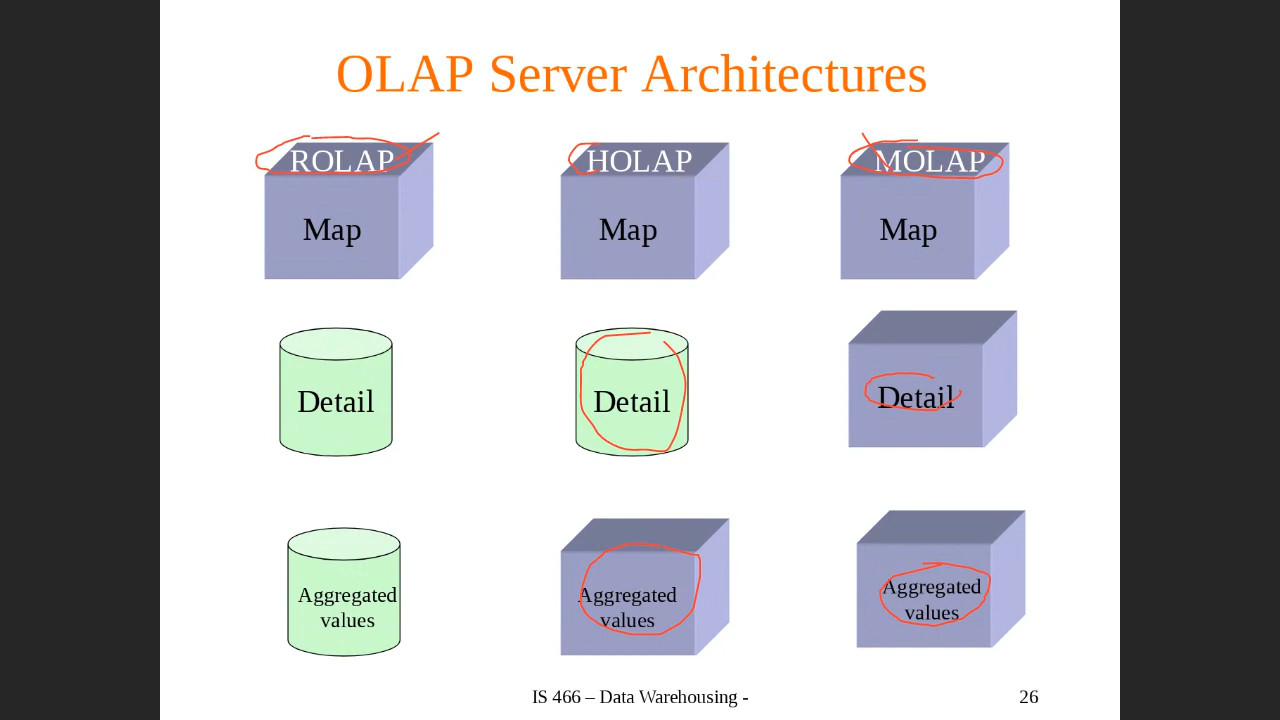 OLAP Server Architectures
ROLAP
HOLAP
MOLAP
Map
Map
Map
Detail
Detail
Detail
Aggregated
values
Aggregated
values
Aggregated
values
IS 466 – Data Warehousing -
26